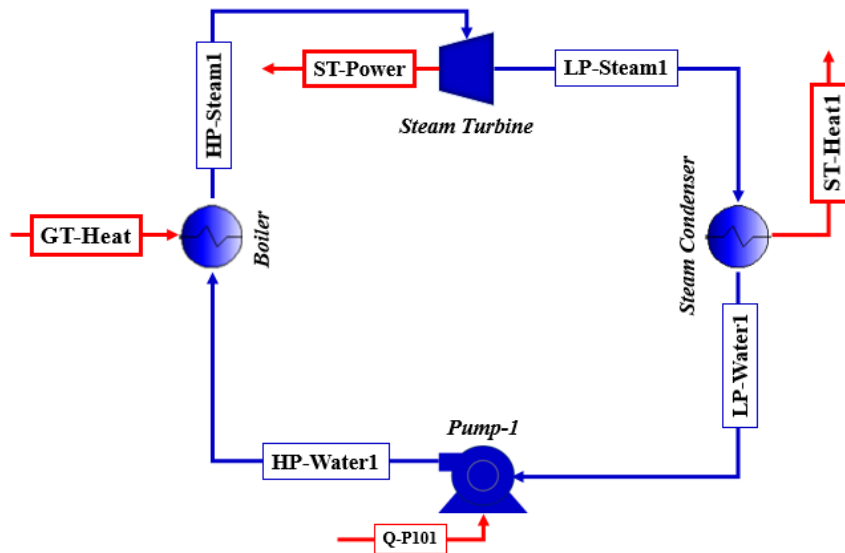 HP-Steam1
ST-Power
LP-Steam1
Steam Turbine
ST-Heat1
GT-Heat
Boiler
Steam Condenser
LP-Water1
Pump-1
HP-Water1
Q-P101